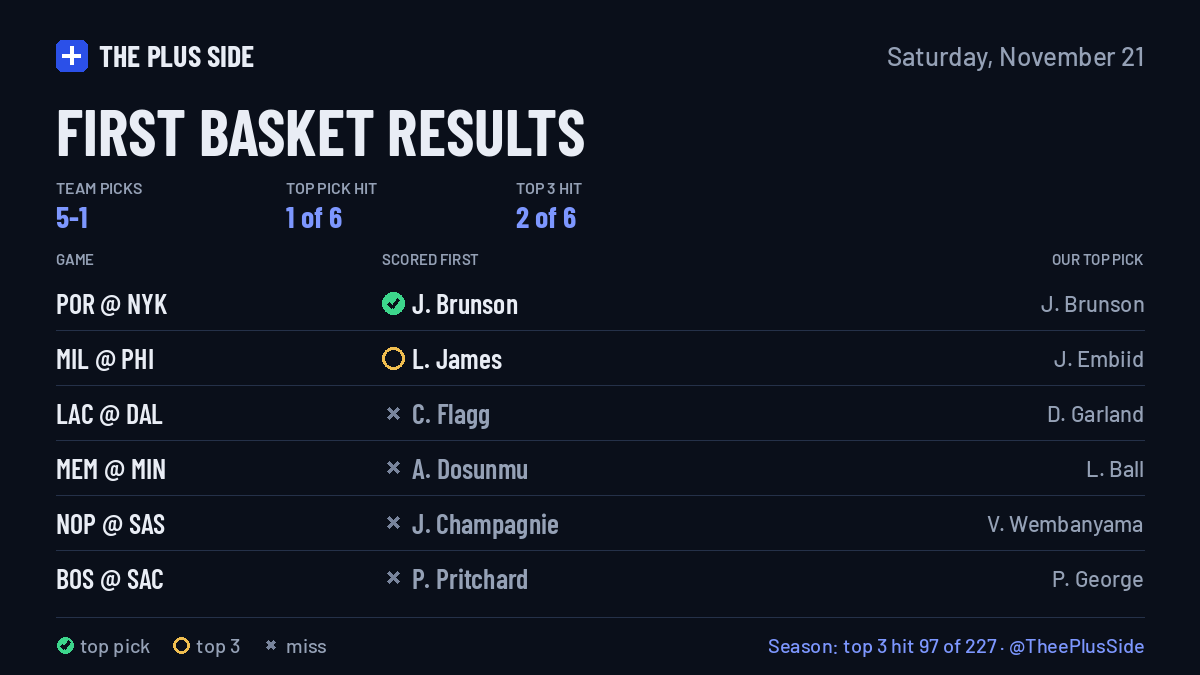 THE PLUS SIDE
Saturday, November 21
FIRST BASKET RESULTS
TEAM PICKS TOP PICK HIT TOP 3 HIT
5-1 1 of 6 2 of 6
GAME SCORED FIRST OUR TOP PICK
POR @ NYK J. Brunson J. Brunson
MIL @ PHI L. James J. Embiid
LAC @ DAL C. Flagg D. Garland
MEM @ MIN A. Dosunmu L. Ball
NOP @ SAS J. Champagnie V. Wembanyama
BOS @ SAC P. Pritchard P. George
top pick top 3 miss
Season: top 3 hit 97 of 227 · @TheePlusSide